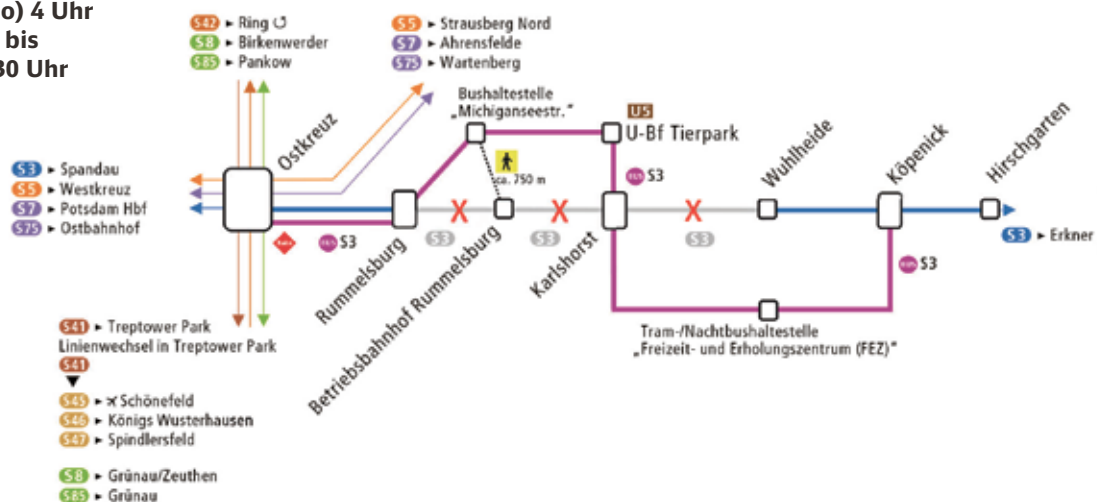 o) 4 Uhr
bis
30 Uhr
S42 ▸ Ring ↺
S8 ▸ Birkenwerder
S85 ▸ Pankow
S5 ▸ Strausberg Nord
S7 ▸ Ahrensfelde
S75 ▸ Wartenberg
Bushaltestelle
„Michiganseestr.“
U5
U-Bf Tierpark
Ostkreuz
ca. 750 m
BUS S3
Wuhlheide
Köpenick
Hirschgarten
S3 ▸ Spandau
S5 ▸ Westkreuz
S7 ▸ Potsdam Hbf
S75 ▸ Ostbahnhof
BUS S3
S3
S3
S3
S3 ▸ Erkner
BUS S3
Rummelsburg
Betriebsbahnhof Rummelsburg
Karlshorst
Tram-/Nachtbushaltestelle
„Freizeit- und Erholungszentrum (FEZ)“
S41 ▸ Treptower Park
Linienwechsel in Treptower Park
S41
S45 ▸ Schönefeld
S46 ▸ Königs Wusterhausen
S47 ▸ Spindlersfeld
S8 ▸ Grünau/Zeuthen
S85 ▸ Grünau